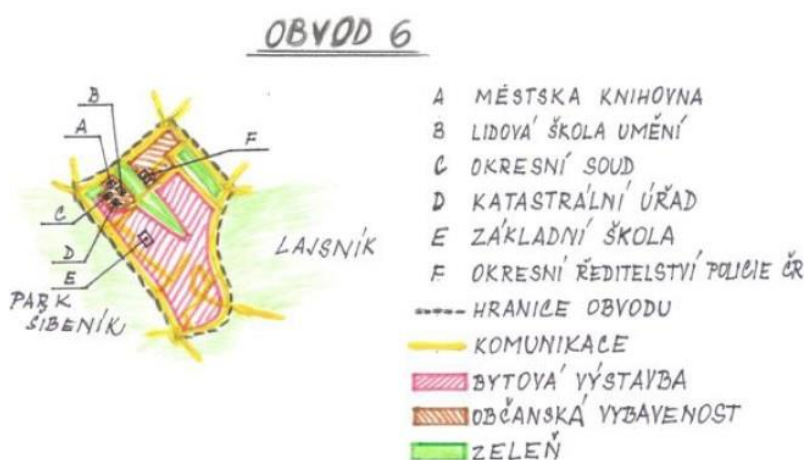 OBVOD 6
B
A
F
C
D
E
LAJSNÍK
PARK
ŠIBENÍK
A MĚSTSKA KNIHOVNA
B LIDOVÁ ŠKOLA UMĚNÍ
C OKRESNÍ SOUD
D KATASTRÁLNÍ ÚŘAD
E ZÁKLADNÍ ŠKOLA
F OKRESNÍ ŘEDITELSTVÍ POLICIE ČR
HRANICE OBVODU
KOMUNIKACE
BYTOVÁ VÝSTAVBA
OBČANSKÁ VYBAVENOST
ZELEŇ